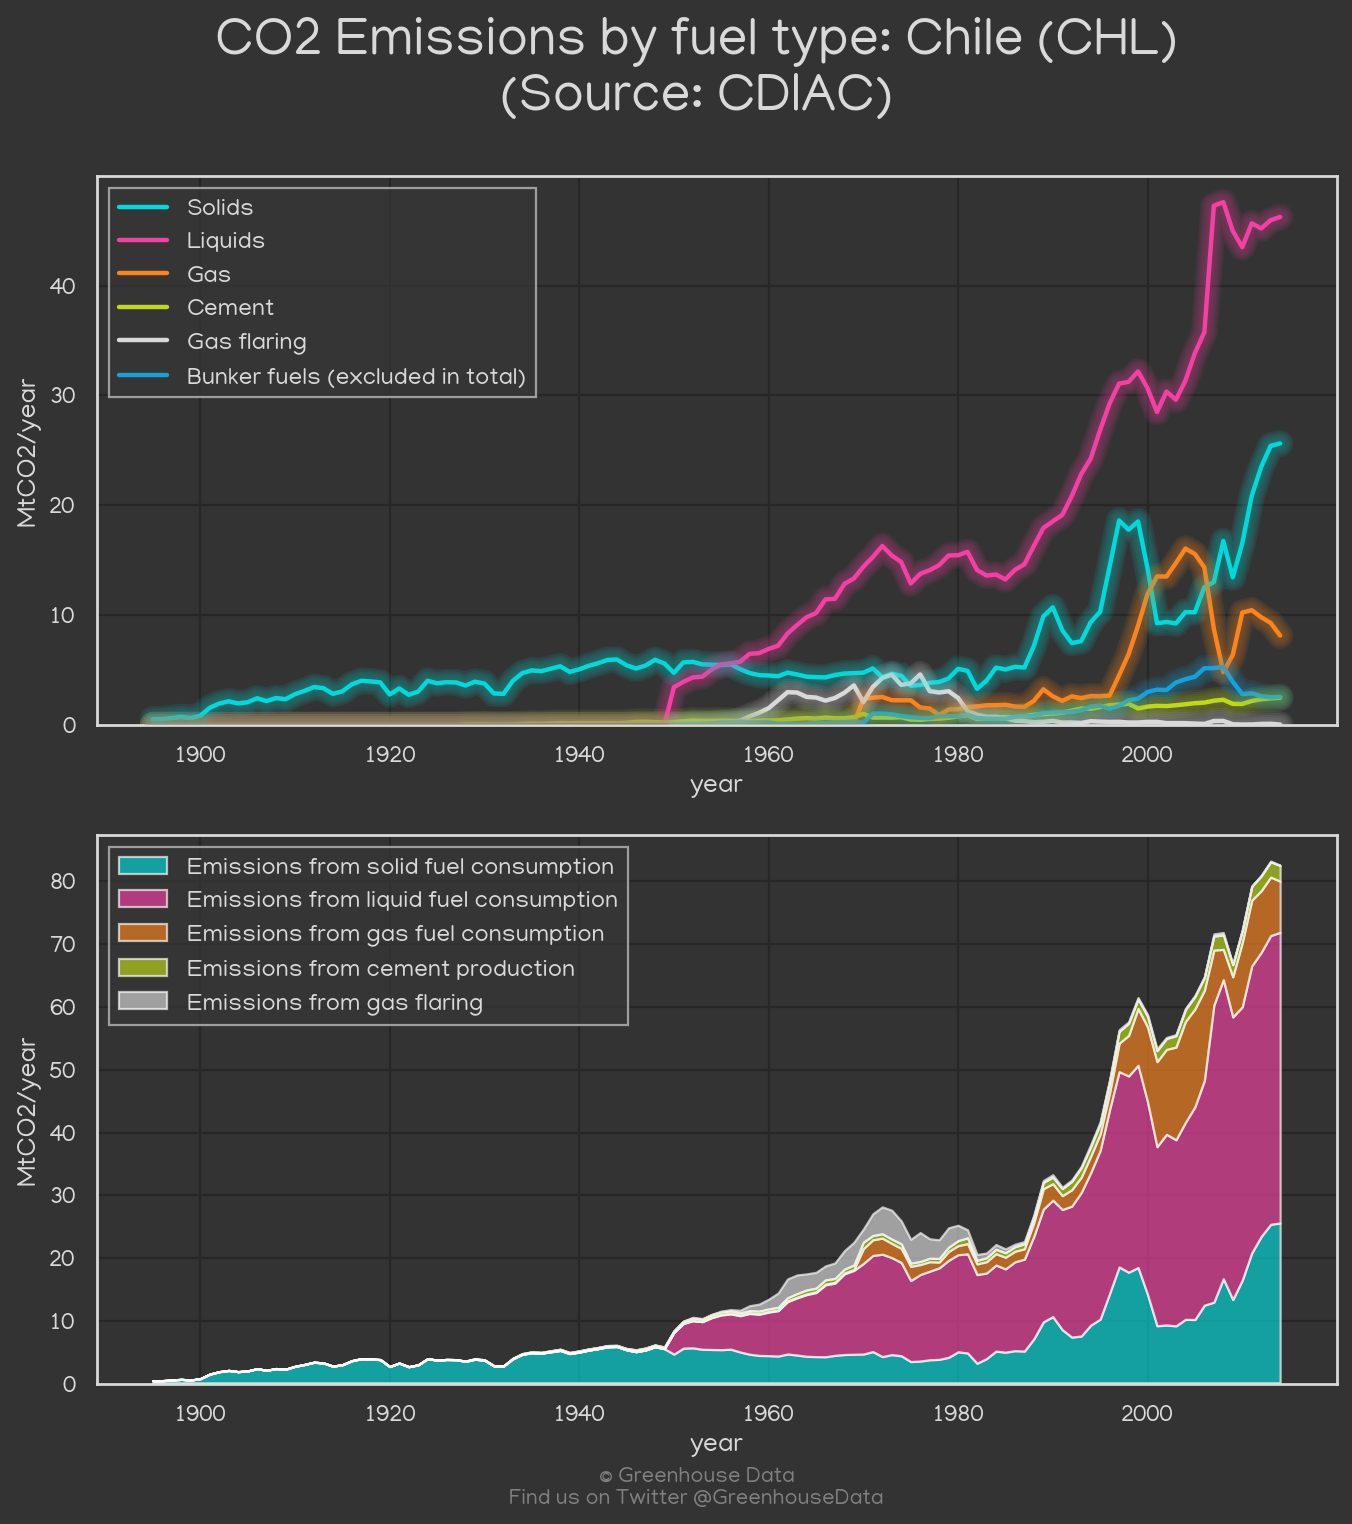 CO2 Emissions by fuel type: Chile (CHL)
(Source: CDIAC)
Solids
Liquids
Gas
Cement
Gas flaring
Bunker fuels (excluded in total)
MtCO2/year
40
30
20
10
0
1900 1920 1940 1960 1980 2000
year
Emissions from solid fuel consumption
Emissions from liquid fuel consumption
Emissions from gas fuel consumption
Emissions from cement production
Emissions from gas flaring
MtCO2/year
80
70
60
50
40
30
20
10
0
1900 1920 1940 1960 1980 2000
year
© Greenhouse Data
Find us on Twitter @GreenhouseData